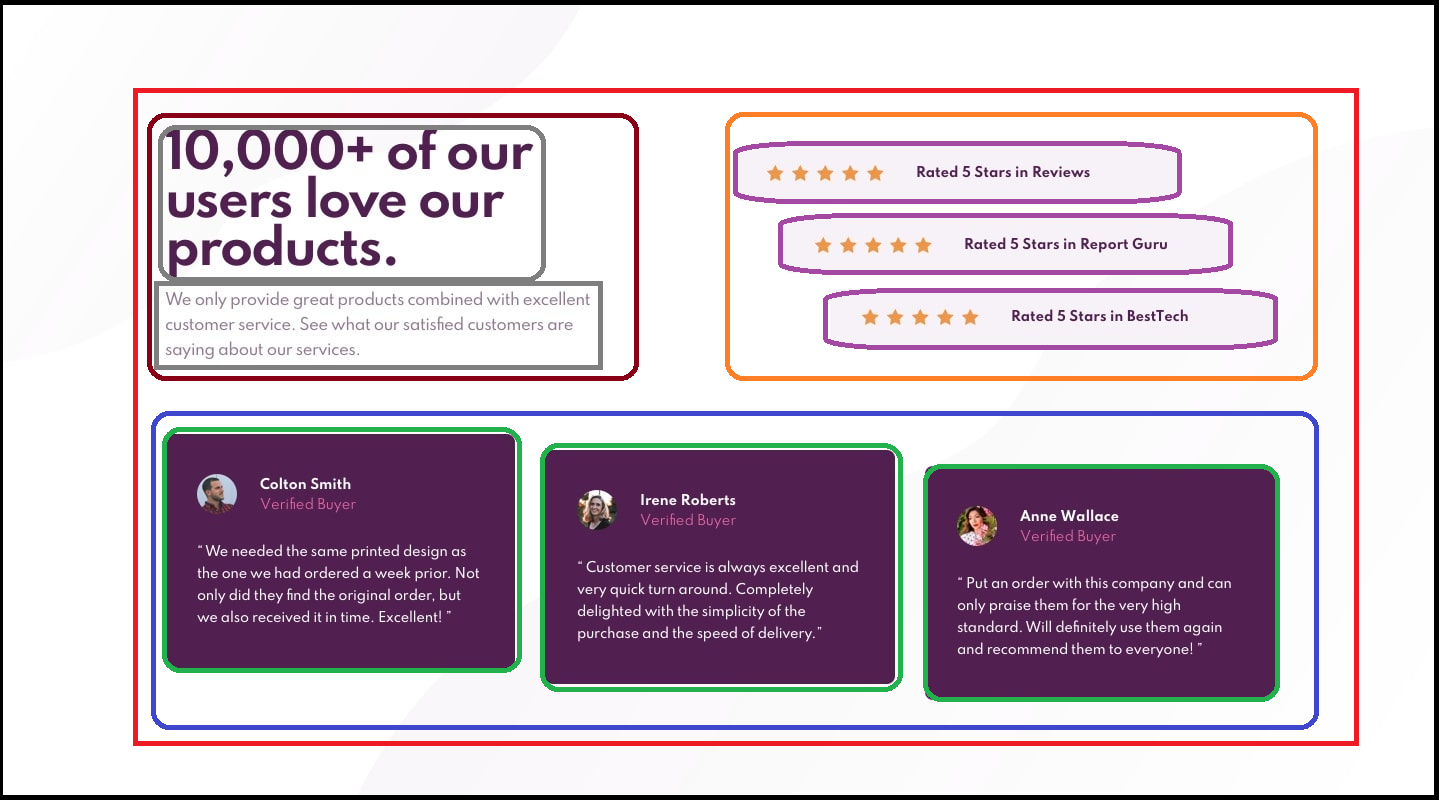 10,000+ of our
users love our
products.
We only provide great products combined with excellent
customer service. See what our satisfied customers are
saying about our services.
Rated 5 Stars in Reviews
Rated 5 Stars in Report Guru
Rated 5 Stars in BestTech
Colton Smith
Verified Buyer
“ We needed the same printed design as
the one we had ordered a week prior. Not
only did they find the original order, but
we also received it in time. Excellent! ”
Irene Roberts
Verified Buyer
“ Customer service is always excellent and
very quick turn around. Completely
delighted with the simplicity of the
purchase and the speed of delivery. ”
Anne Wallace
Verified Buyer
“ Put an order with this company and can
only praise them for the very high
standard. Will definitely use them again
and recommend them to everyone! ”